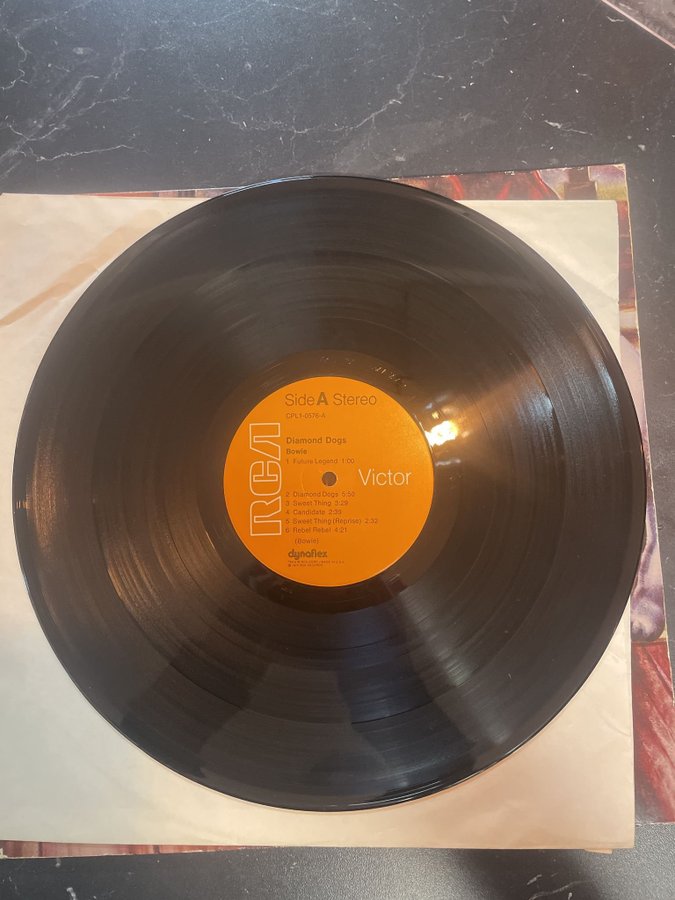 Side A Stereo
CPL1-0576-A
RCA
Diamond Dogs
Bowie
1 Future Legend 1:00
Victor
2 Diamond Dogs 5:50
3 Sweet Thing 3:29
4 Candidate 2:39
5 Sweet Thing (Reprise) 2:32
6 Rebel Rebel 4:21
(Bowie)
dynaflex